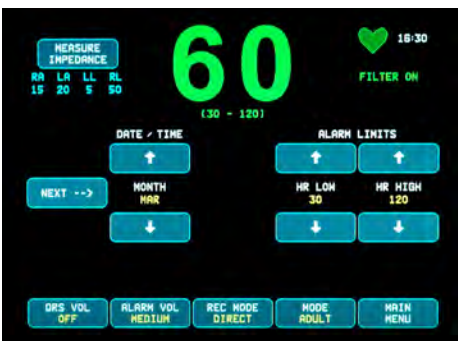 MEASURE
IMPEDANCE
60
16:30
RA LA LL RL
15 20 5 50
FILTER ON
(30 - 120)
DATE / TIME
ALARM LIMITS
NEXT -->
MONTH
MAR
HR LOW
30
HR HIGH
120
QRS VOL
OFF
ALARM VOL
MEDIUM
REC MODE
DIRECT
MODE
ADULT
MAIN
MENU